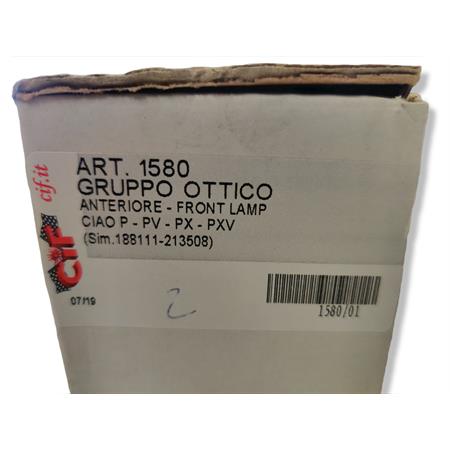 ART. 1580
GRUPPO OTTICO
ANTERIORE - FRONT LAMP
CIAO P - PV - PX - PXV
(Sim.188111-213508)
cif.it
CIF
07/19
2
1580/01